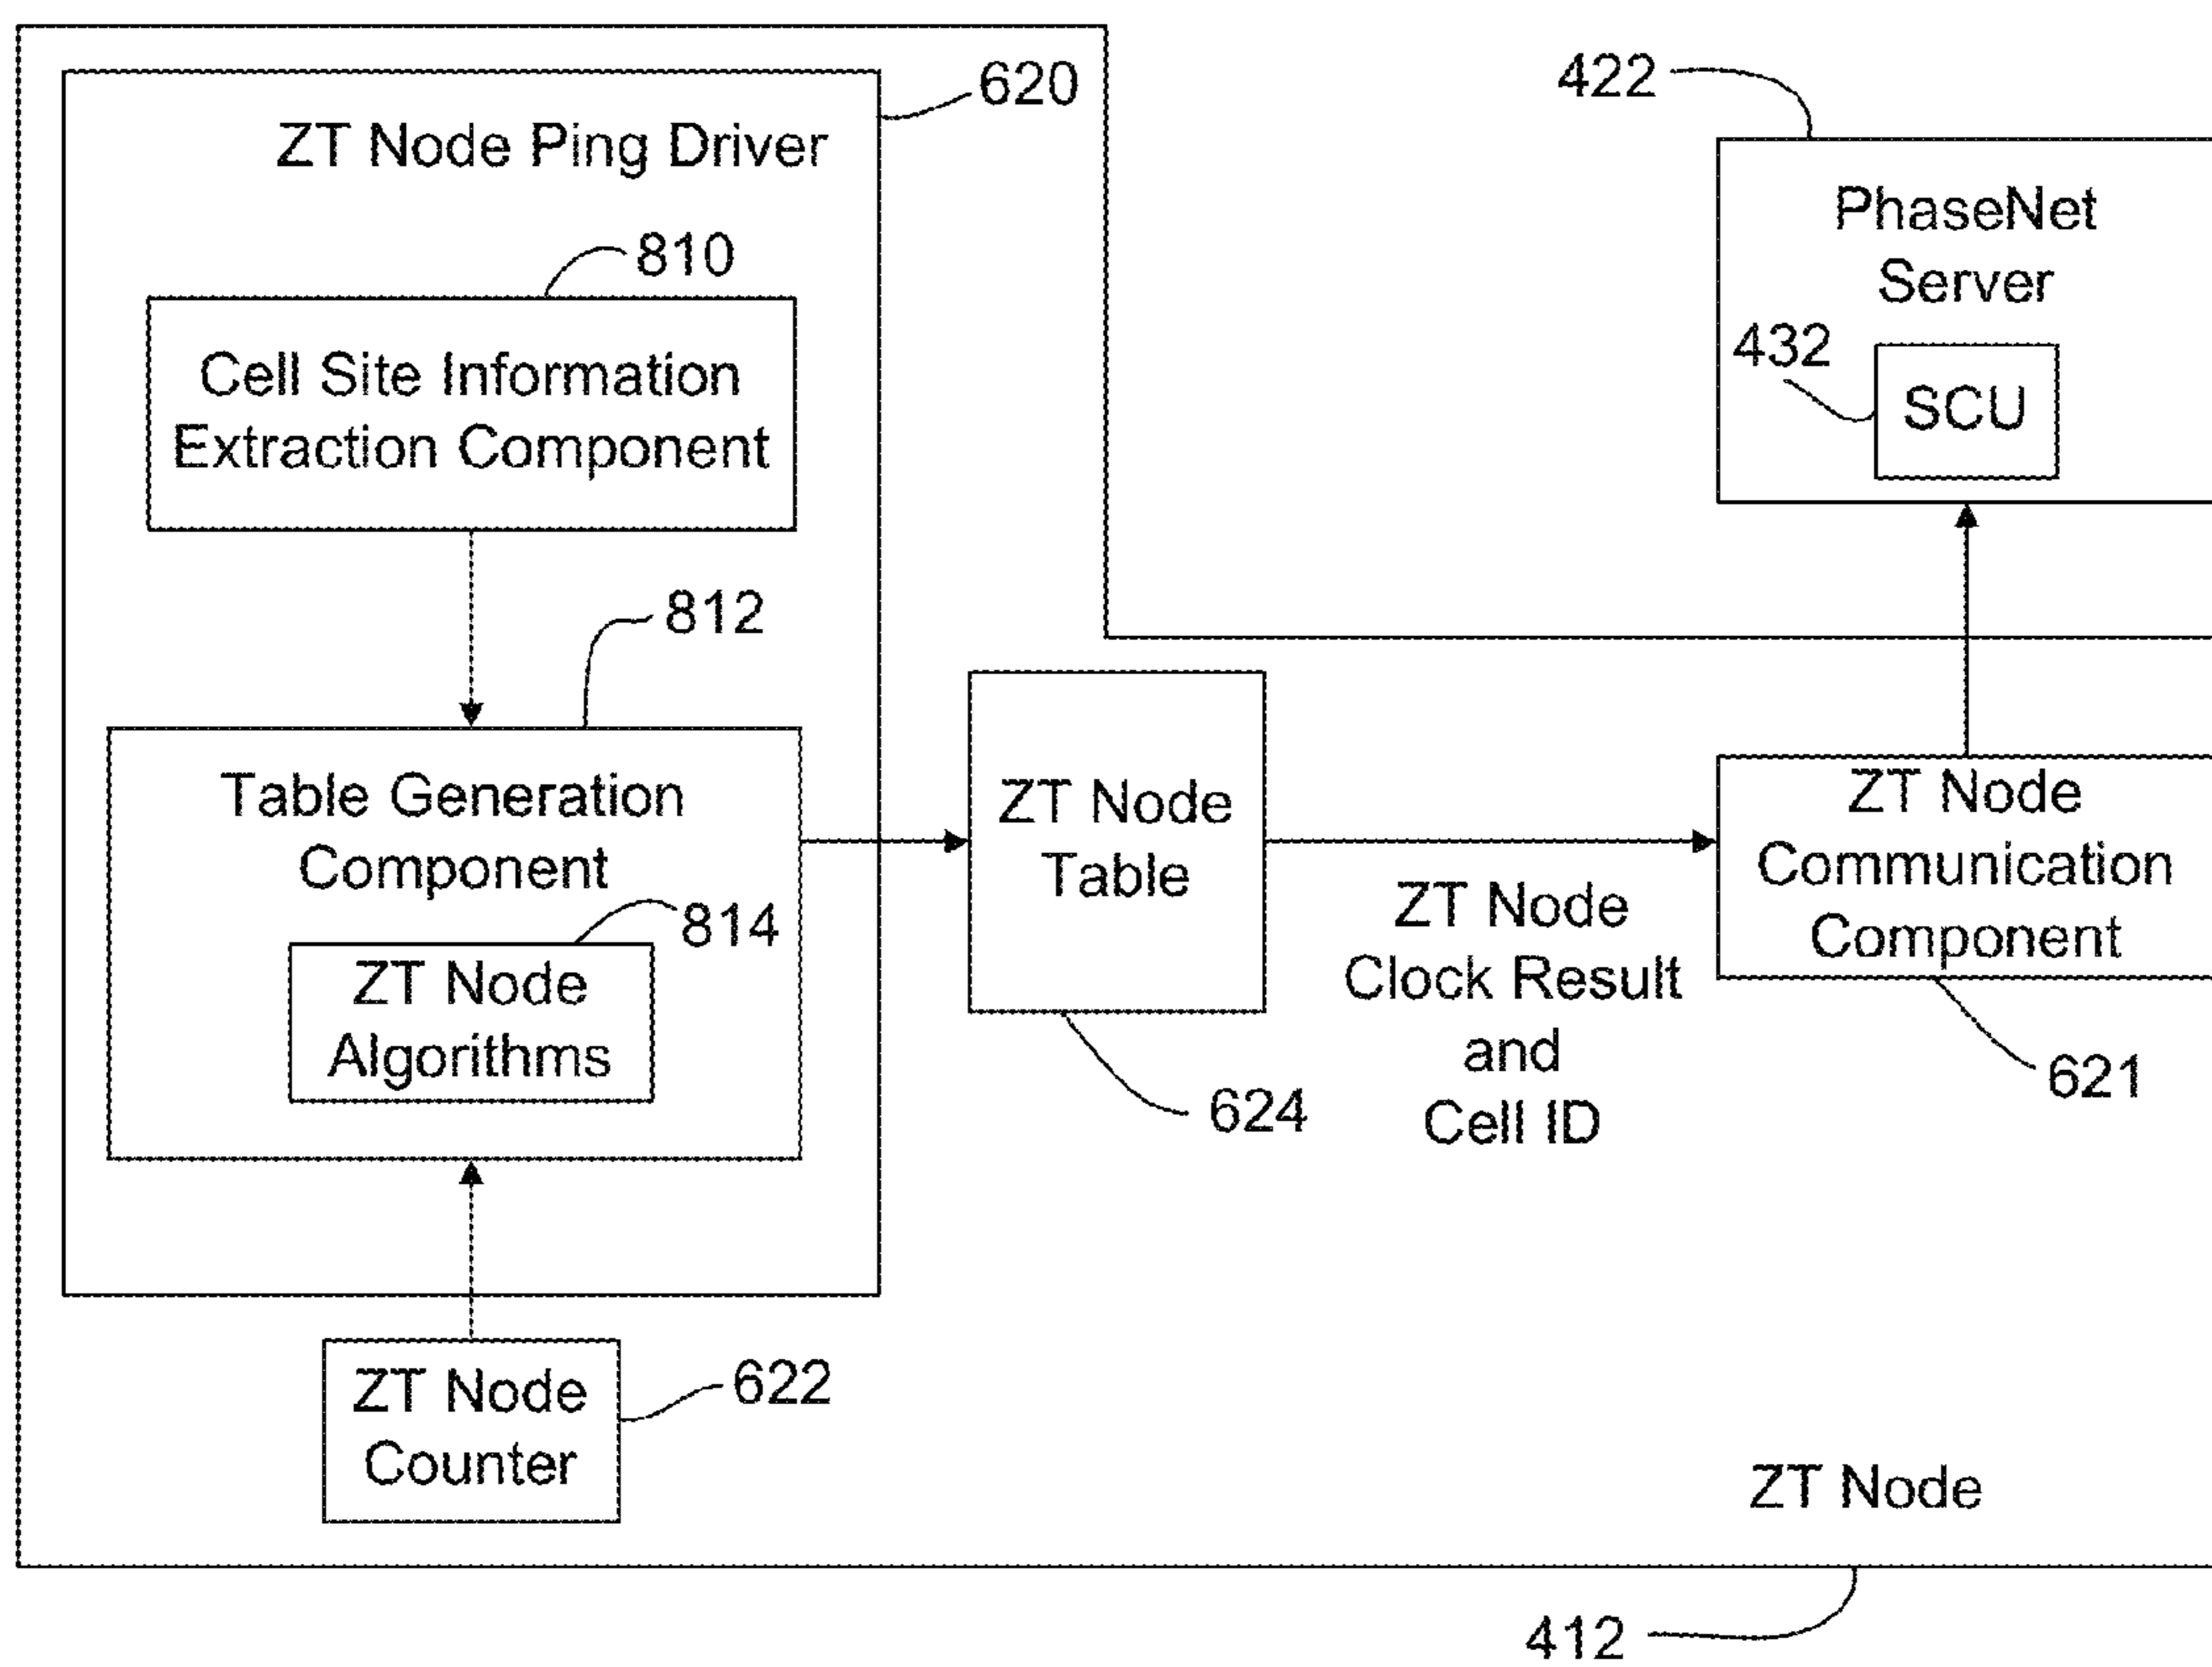 620
ZT Node Ping Driver
810
Cell Site Information
Extraction Component
812
Table Generation
Component
814
ZT Node
Algorithms
ZT Node
Counter
622
ZT Node
Table
624
ZT Node
Clock Result
and
Cell ID
422
PhaseNet
Server
432
SCU
ZT Node
Communication
Component
621
ZT Node
412